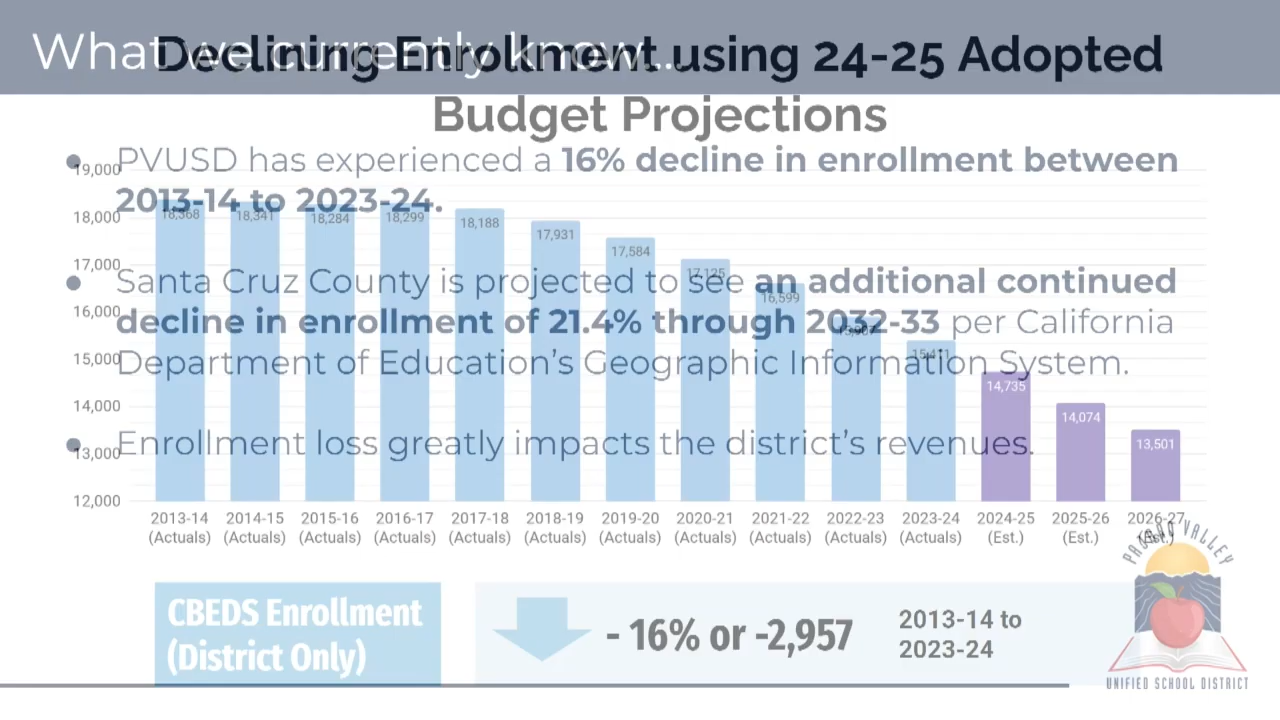 What we currently know...
Declining Enrollment using 24-25 Adopted
Budget Projections
PVUSD has experienced a 16% decline in enrollment between
2013-14 to 2023-24.
Santa Cruz County is projected to see an additional continued
decline in enrollment of 21.4% through 2032-33 per California
Department of Education's Geographic Information System.
Enrollment loss greatly impacts the district's revenues.
19,000
18,000
17,000
16,000
15,000
14,000
13,000
12,000
18,368
18,341
18,284
18,299
18,188
17,931
17,584
17,125
16,599
15,411
14,735
14,074
13,501
2013-14 2014-15 2015-16 2016-17 2017-18 2018-19 2019-20 2020-21 2021-22 2022-23 2023-24 2024-25 2025-26 2026-27
(Actuals) (Actuals) (Actuals) (Actuals) (Actuals) (Actuals) (Actuals) (Actuals) (Actuals) (Actuals) (Actuals) (Est.) (Est.) (Est.)
CBEDS Enrollment
(District Only)
- 16% or -2,957
2013-14 to
2023-24
PAJARO VALLEY
UNIFIED SCHOOL DISTRICT